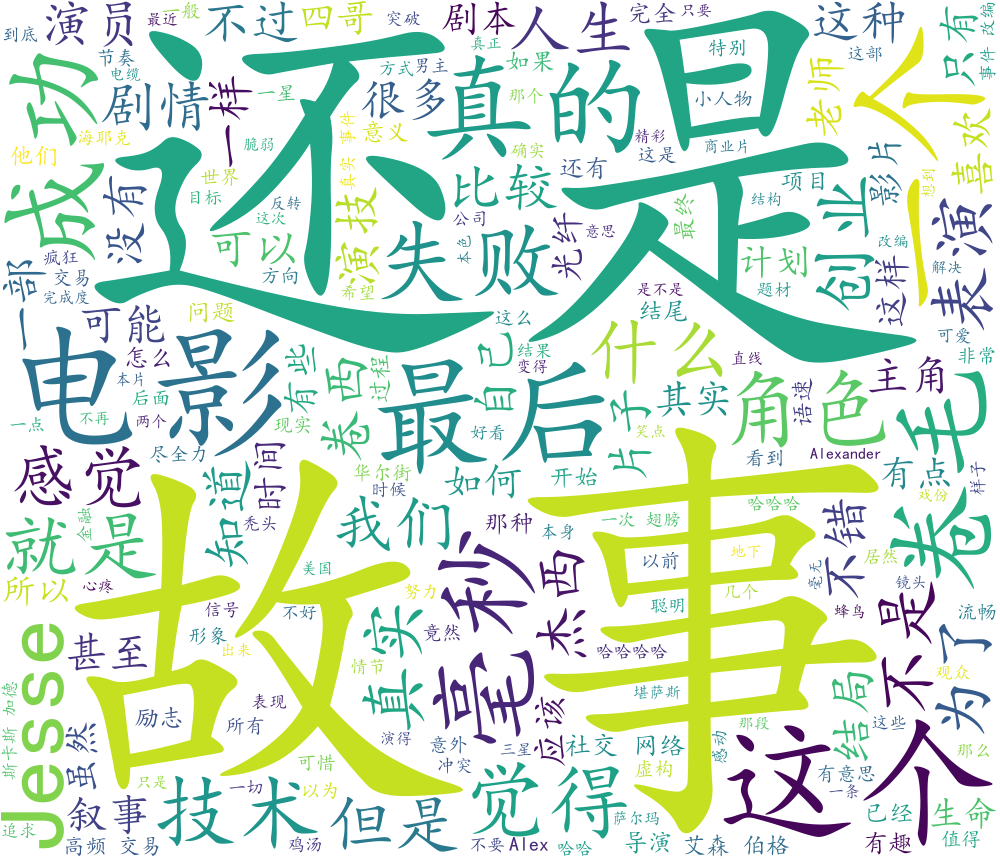 到底
演员
最近
一般
不过
四哥
突破
剧本
人生
完全
只要
这种
这部
只有
事件
改编
节奏
电缆
剧情
一样
方式
男主
真正
如果
真的
特别
小人物
老师
一个
喜欢
成功
海耶克
一星
很多
那个
还是
他们
脆弱
事件
真实
意义
确实
精彩
还有
这是
商业片
影片
想到
世界
目标
反转
这次
演技
比较
公司
项目
没有
可以
失败
光纤
意思
最终
结构
本色
创业
表演
疯狂
交易
完成度
方向
希望
计划
改编
这样
解决
一部
可能
问题
这么
是不是
结尾
题材
可爱
非常
电影
怎么
本片
后面
不再
两个
一点
有些
卷西
过程
结果
变得
最后
自己
什么
直线
语速
主角
角色
卷毛
现实
好看
片子
其实
笑点
感觉
尽全力
知道
时间
华尔街
时候
如何
开始
看到
Alexander
有点
戏份
样子
就是
金融
秃头
我们
那种
本身
哈哈哈
一次
翅膀
不错
居然
所以
心疼
美国
努力
毫秒
杰西
以前
地下
毫无
镜头
信号
不好
聪明
几个
蜂鸟
流畅
Jesse
甚至
形象
出来
真实
竟然
哈哈哈哈
不是
为了
观众
故事
情节
堪萨斯
斯卡斯
加德
虽然
励志
表现
所有
演得
意外
冲突
应该
三星
社交
网络
虚构
感动
那段
结局
这些
那么
可惜
这个
追求
叙事
只是
技术
一切
以为
但是
觉得
萨尔玛
有意思
一条
已经
生命
高频
交易
鸡汤
不要
Alex
哈哈
导演
艾森
伯格
有趣
值得